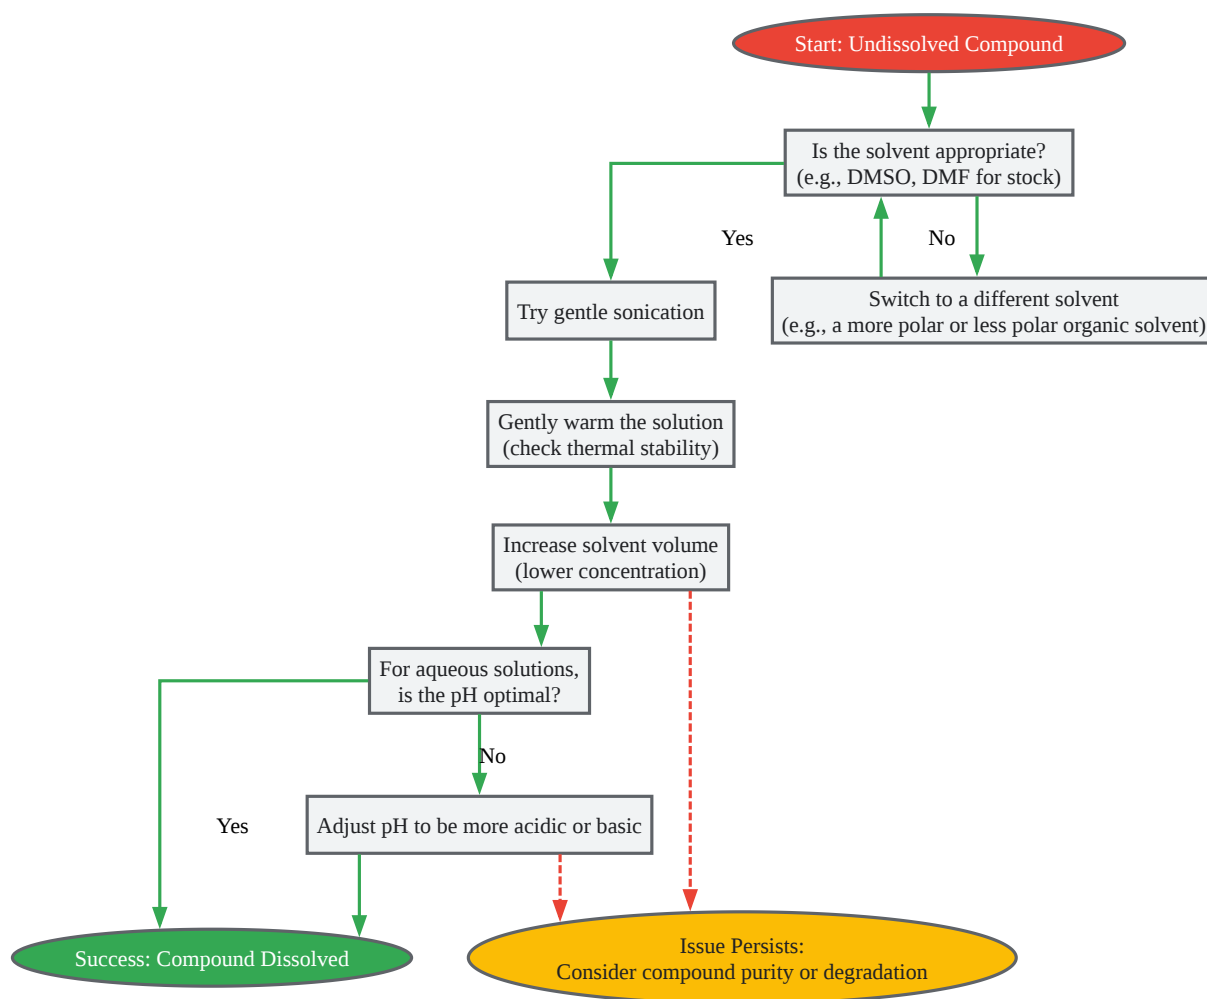 Start: Undissolved Compound
Is the solvent appropriate?
(e.g., DMSO, DMF for stock)
Yes
No
Switch to a different solvent
(e.g., a more polar or less polar organic solvent)
Try gentle sonication
Gently warm the solution
(check thermal stability)
Increase solvent volume
(lower concentration)
For aqueous solutions,
is the pH optimal?
No
Yes
Adjust pH to be more acidic or basic
Success: Compound Dissolved
Issue Persists:
Consider compound purity or degradation